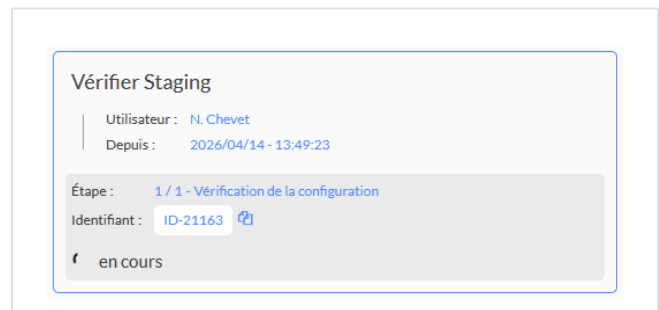 Vérifier Staging
Utilisateur : N. Chevet
Depuis : 2026/04/14 - 13:49:23
Étape : 1 / 1 - Vérification de la configuration
Identifiant : ID-21163
en cours